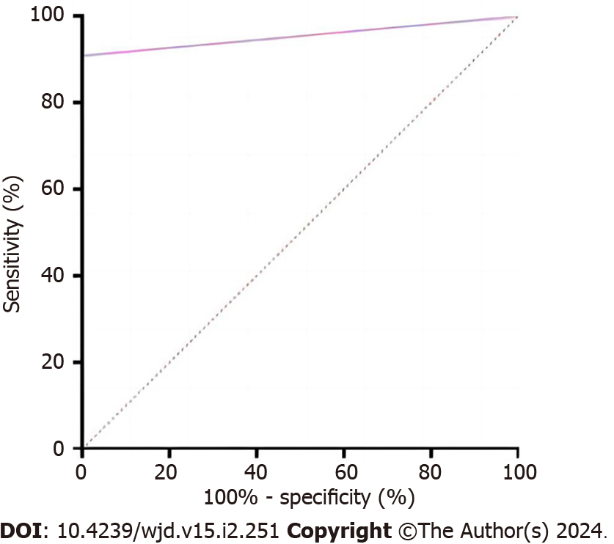 100
80
60
40
20
0
Sensitivity (%)
0 20 40 60 80 100
100% - specificity (%)
DOI: 10.4239/wjd.v15.i2.251 Copyright ©The Author(s) 2024.